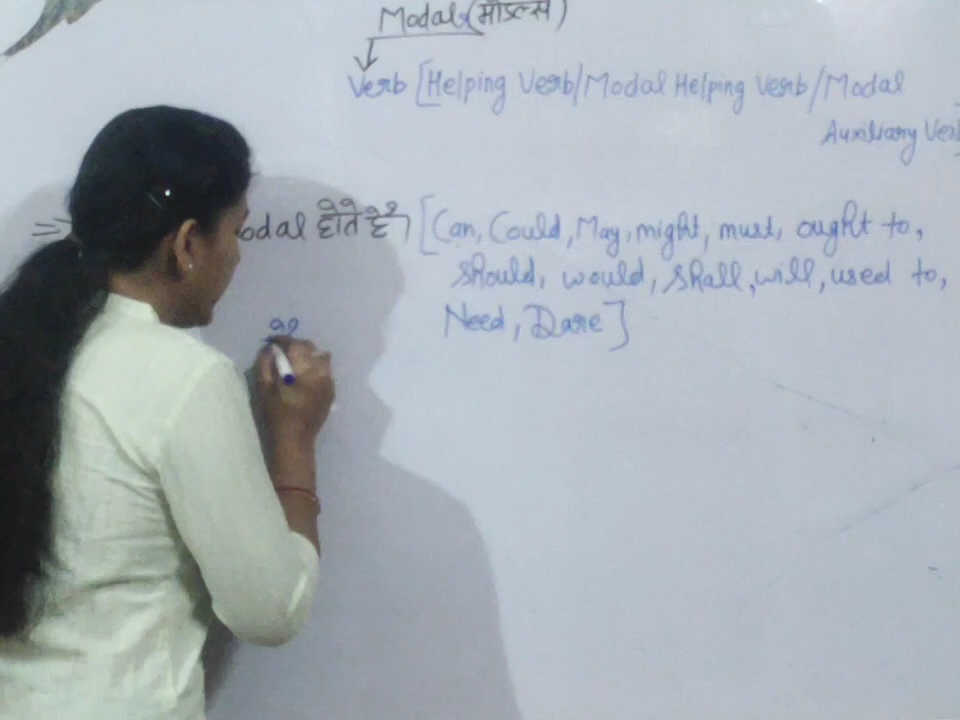 Modals (मॉडल्स)
Verb [Helping Verb/Modal Helping Verb/Modal
Auxiliary Verb]
=> odal होते है [Can, Could, May, might, must, ought to,
should, would, shall, will, used to,
Need, Dare]